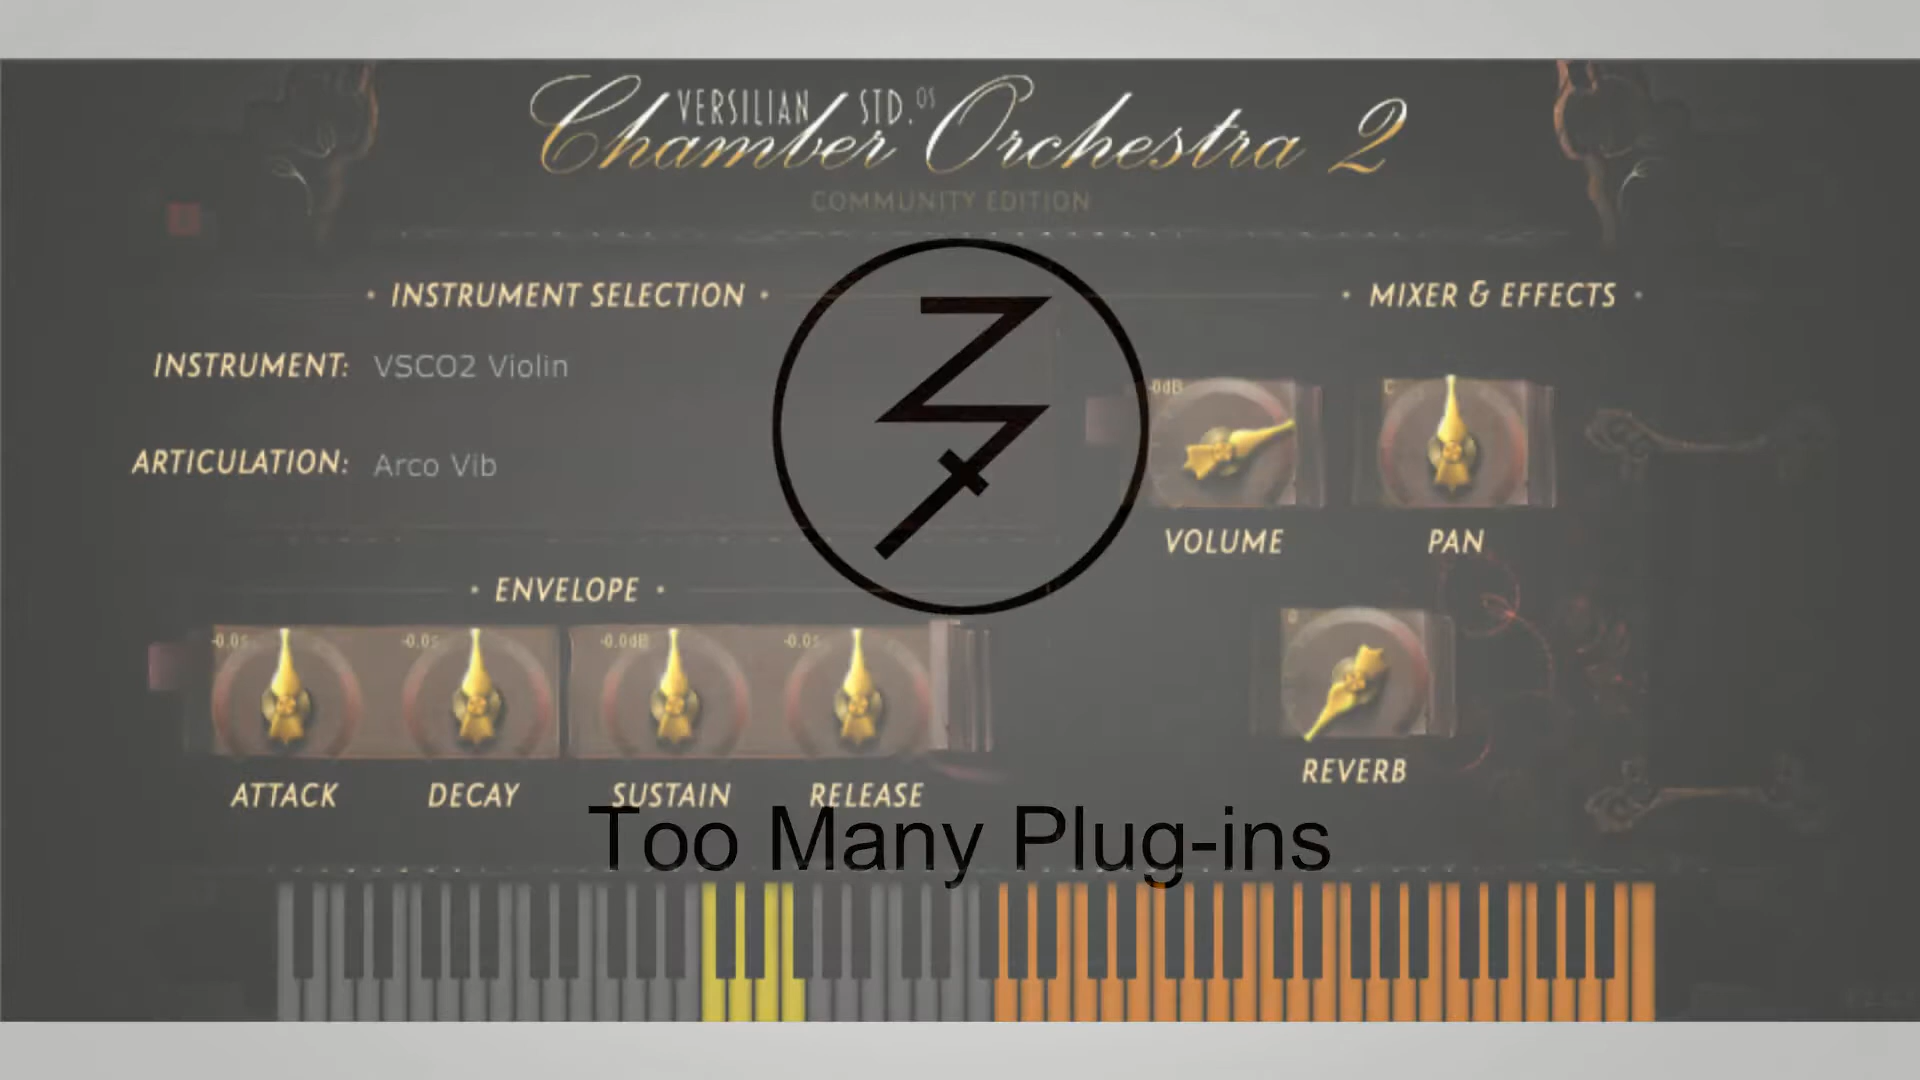 VERSILIAN STD.OS
Chamber Orchestra 2
COMMUNITY EDITION
• INSTRUMENT SELECTION •
• MIXER & EFFECTS •
INSTRUMENT: VSCO2 Violin
-0dB
C
ARTICULATION: Arco Vib
VOLUME
PAN
• ENVELOPE •
-0.0s
-0.0s
-0.0dB
-0.0s
0
REVERB
ATTACK
DECAY
SUSTAIN
RELEASE
Too Many Plug-ins